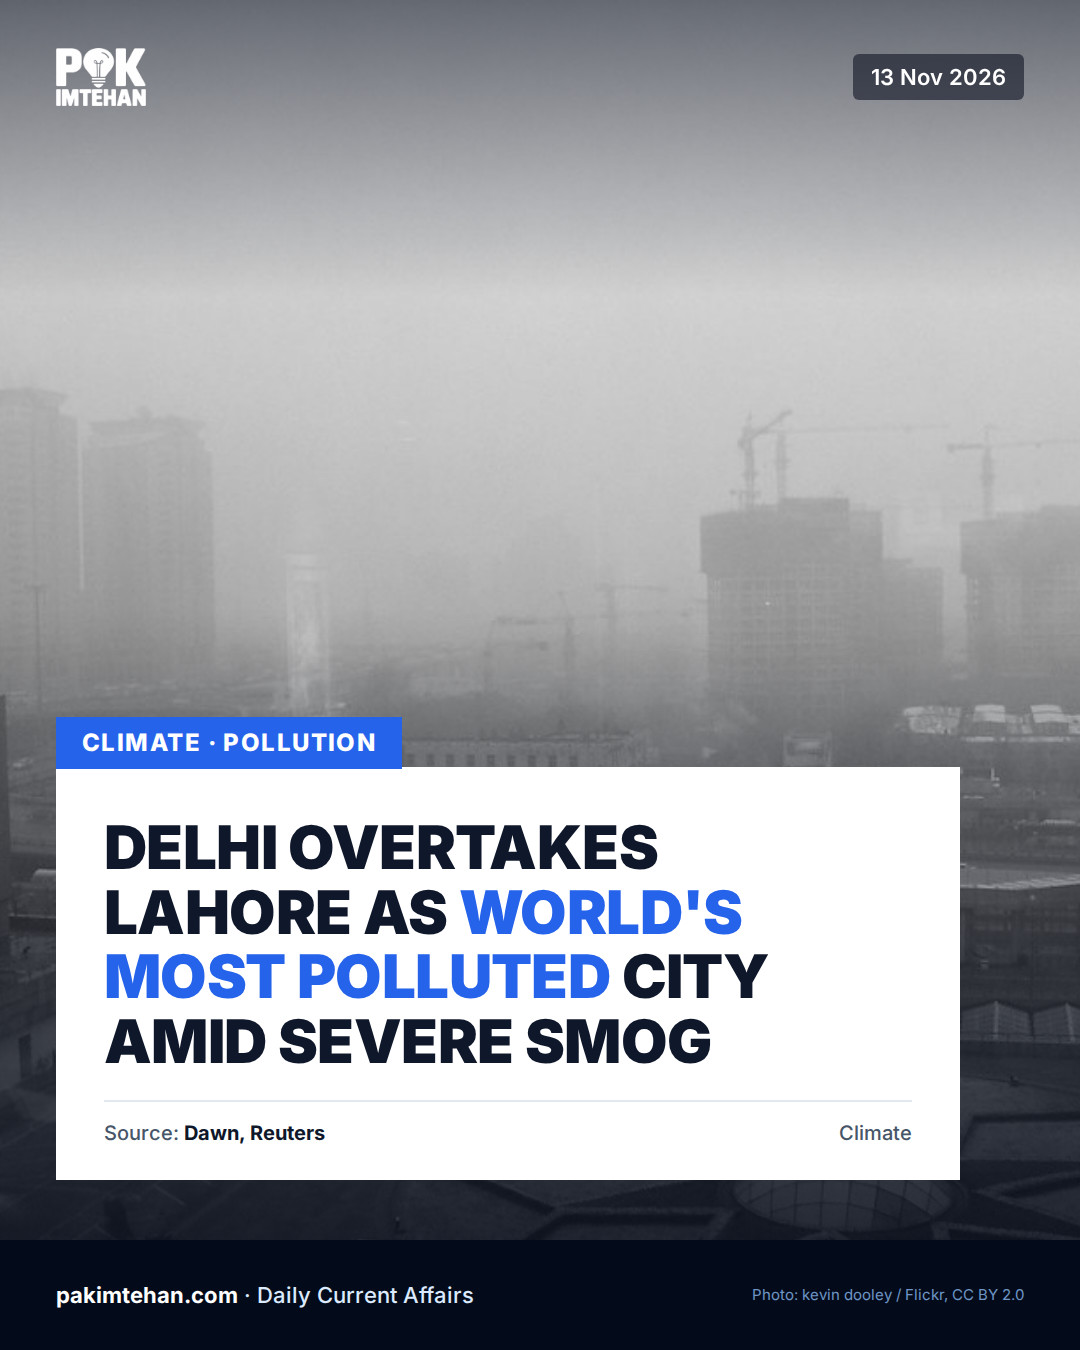 PAK
IMTEHAN
13 Nov 2026
CLIMATE · POLLUTION
DELHI OVERTAKES
LAHORE AS WORLD'S
MOST POLLUTED CITY
AMID SEVERE SMOG
Source: Dawn, Reuters
Climate
pakimtehan.com · Daily Current Affairs
Photo: kevin dooley / Flickr, CC BY 2.0